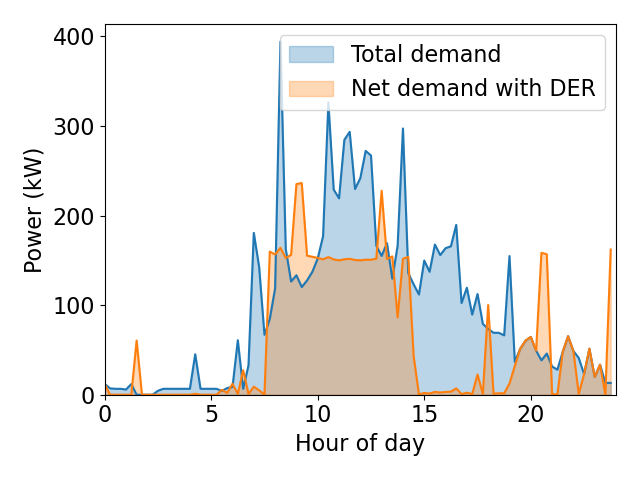 400
300
200
100
0
Power (kW)
Total demand
Net demand with DER
0 5 10 15 20
Hour of day